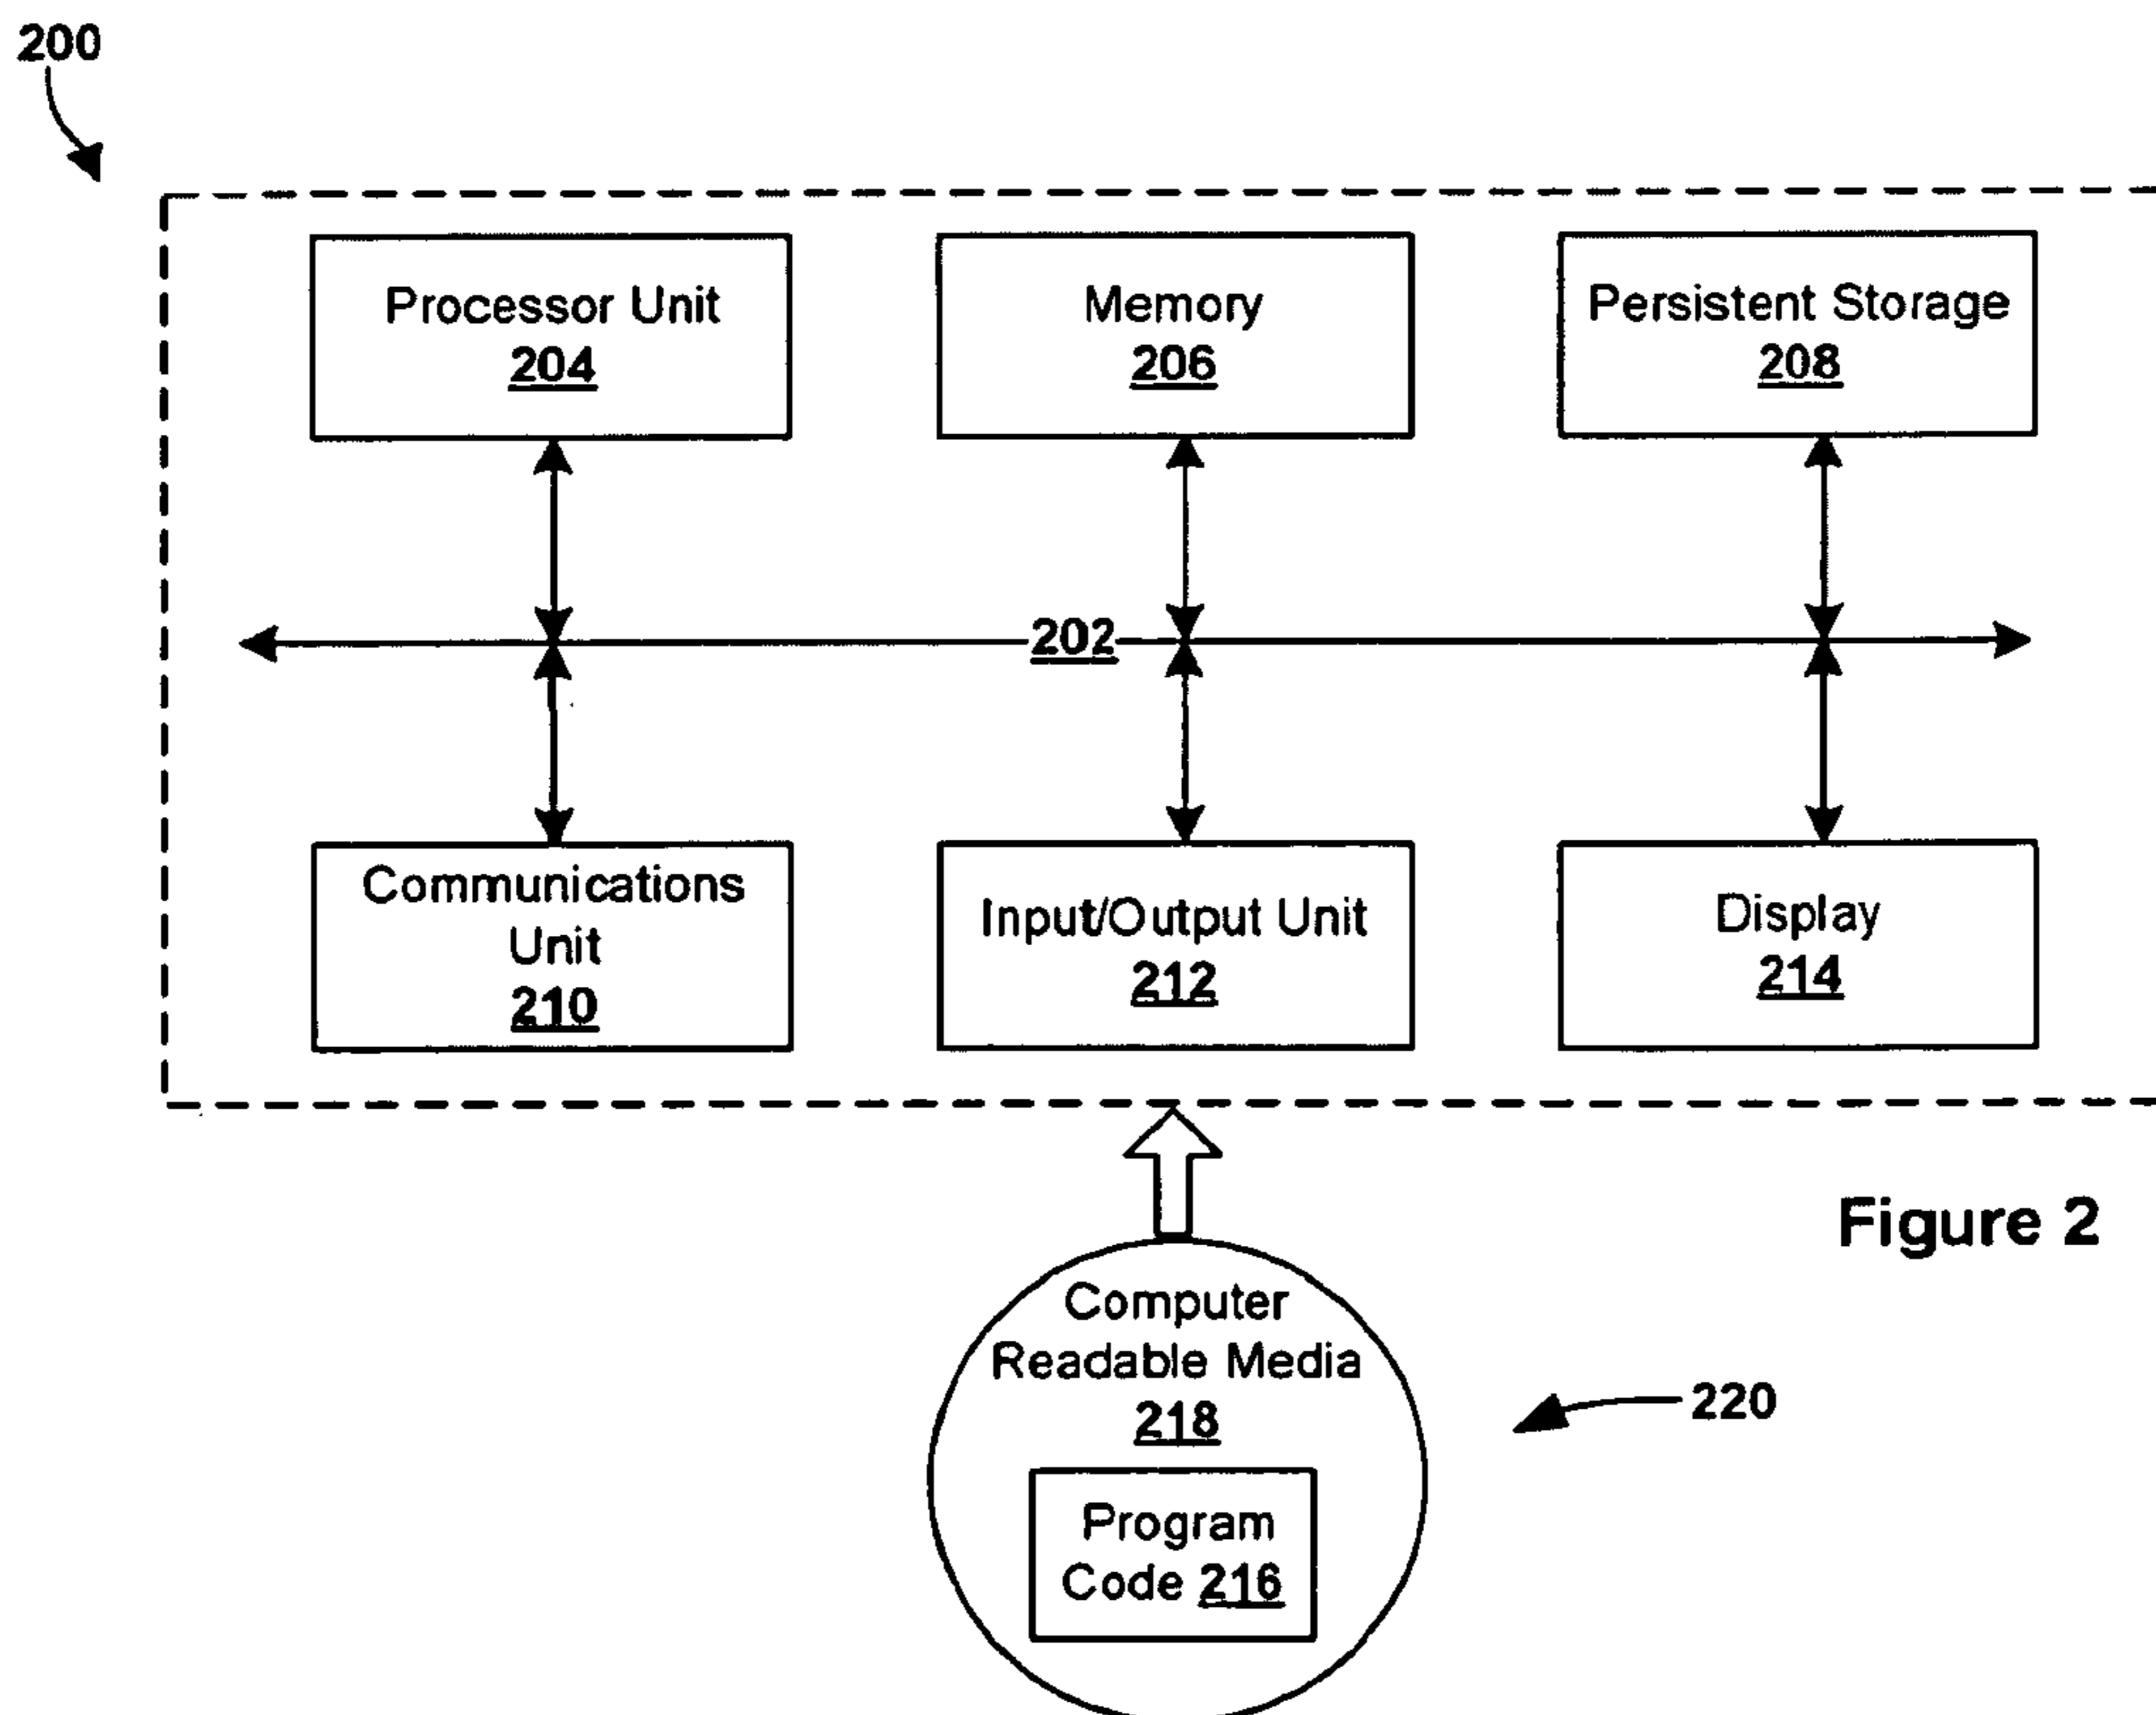 200
Processor Unit
204
Memory
206
Persistent Storage
208
202
Communications
Unit
210
Input/Output Unit
212
Display
214
Figure 2
Computer
Readable Media
218
220
Program
Code 216